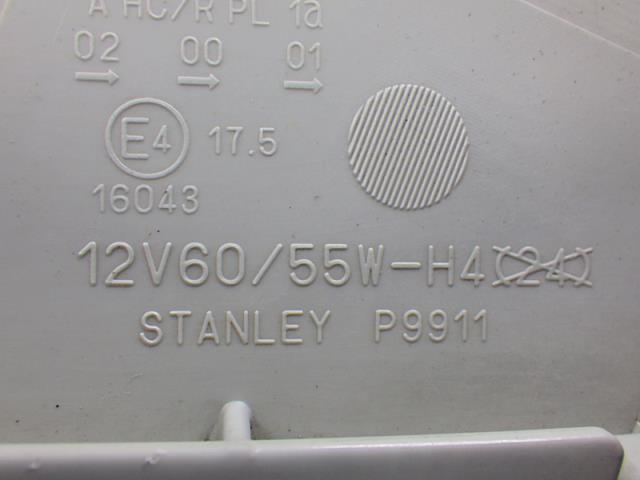 A HC/R PL 1a
02 00 01
E4 17.5
16043
12V60/55W-H4(24)
STANLEY P9911